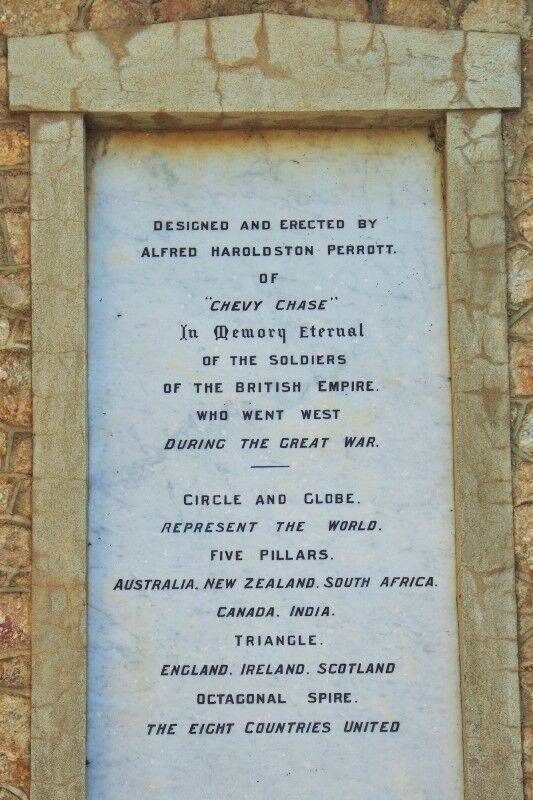 DESIGNED AND ERECTED BY
ALFRED HAROLDSTON PERROTT.
OF
"CHEVY CHASE"
In Memory Eternal
OF THE SOLDIERS
OF THE BRITISH EMPIRE.
WHO WENT WEST
DURING THE GREAT WAR.
CIRCLE AND GLOBE.
REPRESENT THE WORLD.
FIVE PILLARS.
AUSTRALIA. NEW ZEALAND. SOUTH AFRICA.
CANADA. INDIA.
TRIANGLE.
ENGLAND. IRELAND. SCOTLAND
OCTAGONAL SPIRE.
THE EIGHT COUNTRIES UNITED